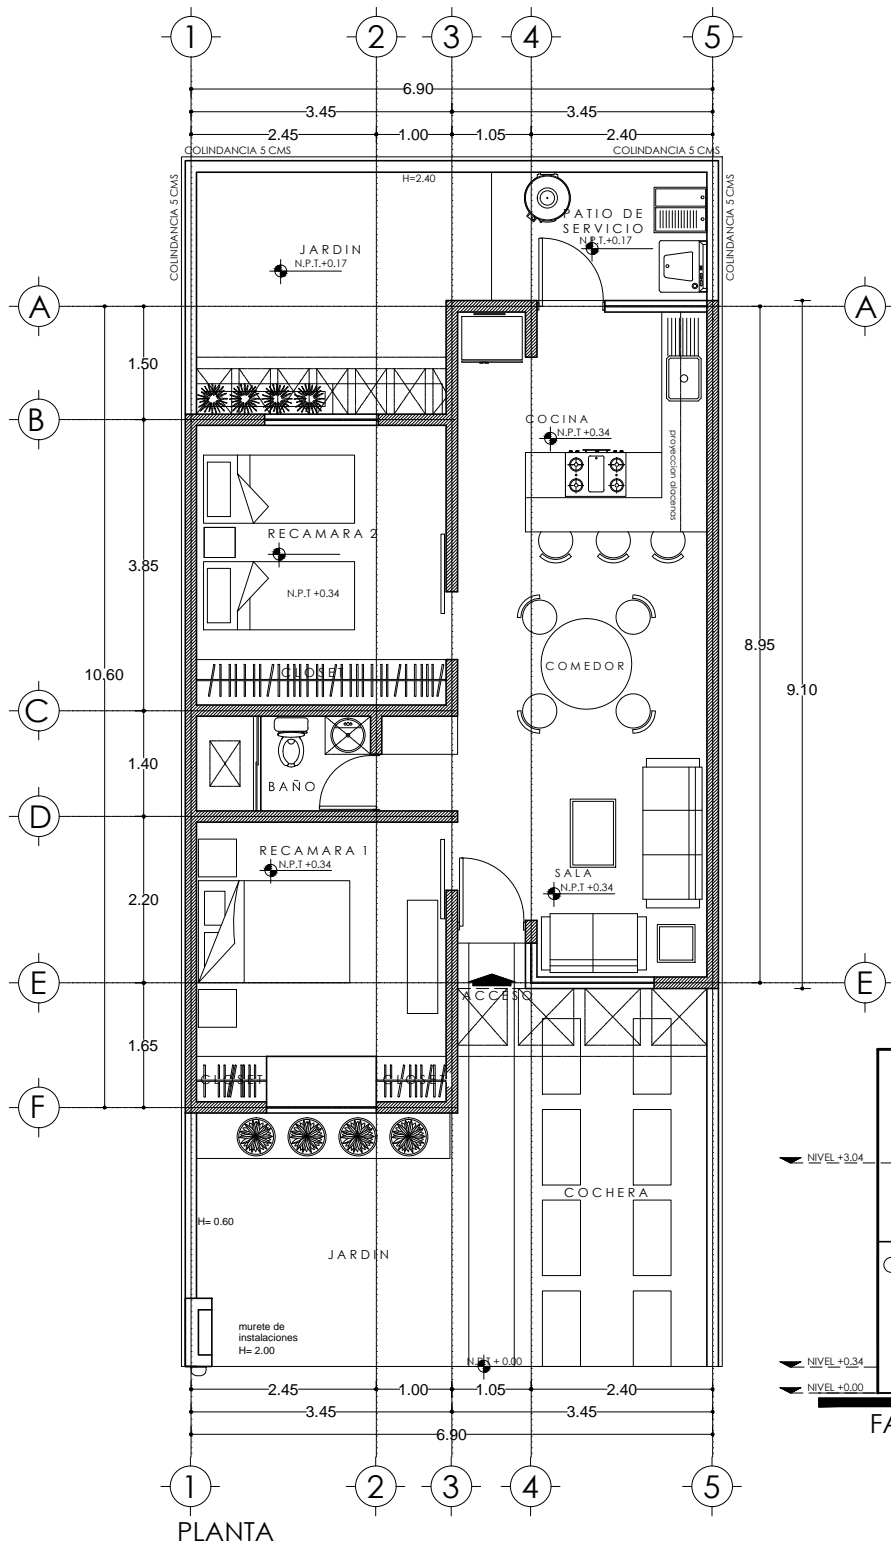 1 2 3 4 5
6.90
3.45 3.45
2.45 1.00 1.05 2.40
COLINDANCIA 5 CMS COLINDANCIA 5 CMS
COLINDANCIA 5 CMS
COLINDANCIA 5 CMS
H=2.40
PATIO DE
SERVICIO
N.P.T.+0.17
JARDIN
N.P.T.+0.17
A A
1.50
B
COCINA
N.P.T +0.34
proyeccion alacenas
RECAMARA 2
N.P.T +0.34
3.85
CLOSET
COMEDOR
8.95
9.10
10.60
C
1.40
BAÑO
D
RECAMARA 1
N.P.T +0.34
SALA
N.P.T +0.34
2.20
E E
ACCESO
1.65
CLOSET CLOSET
F
NIVEL +3.04
COCHERA
H= 0.60
JARDIN
murete de
instalaciones
H= 2.00
N.P.T + 0.00
NIVEL +0.34
NIVEL +0.00
FA
2.45 1.00 1.05 2.40
3.45 3.45
6.90
1 2 3 4 5
PLANTA